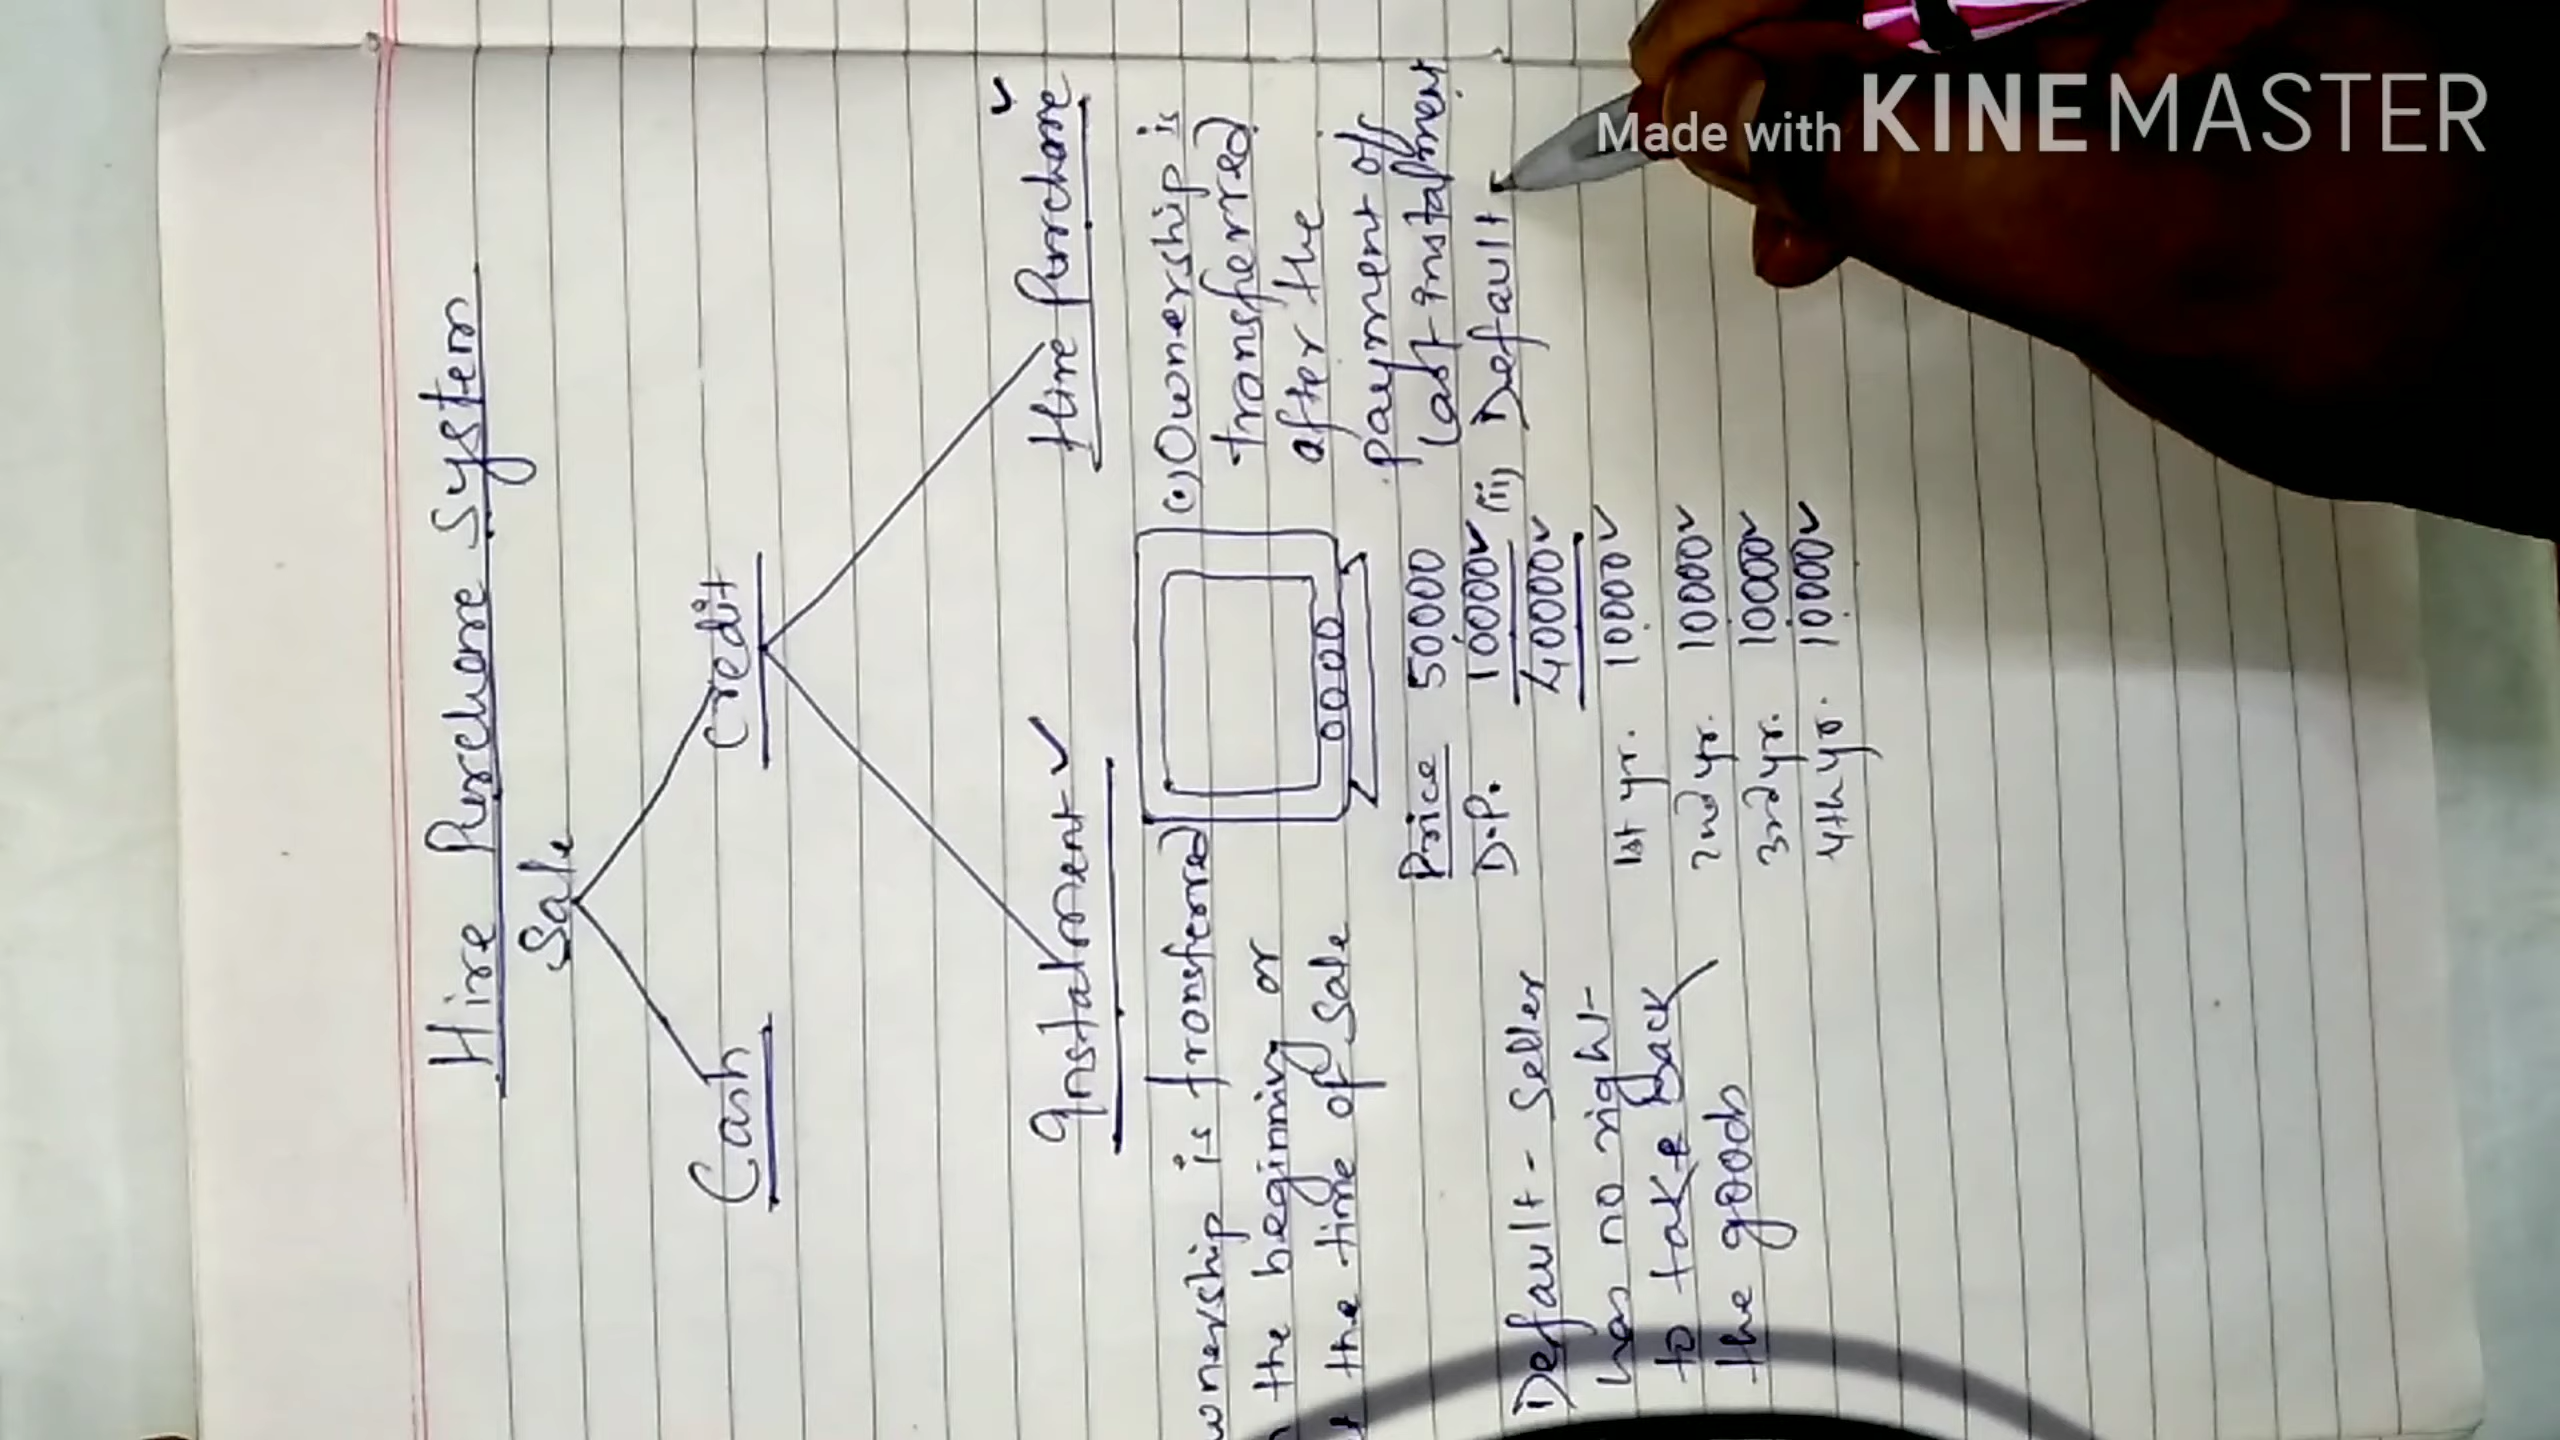 Hire Purchase System
Sale
Cash
Credit
Instalment ✓
Hire Purchase ✓
wnership is transferred
the beginning or
the time of Sale
Default - Seller
has no right
to take Back
the goods
0000
Price 50000
D.P. 10000✓
40000✓
1st yr. 10000✓
2nd yr. 10000✓
3rd yr. 10000✓
4th yr. 10000✓
(i) Ownership is
transferred
after the
payment of
last instalment
(ii) Default
Made with KINEMASTER